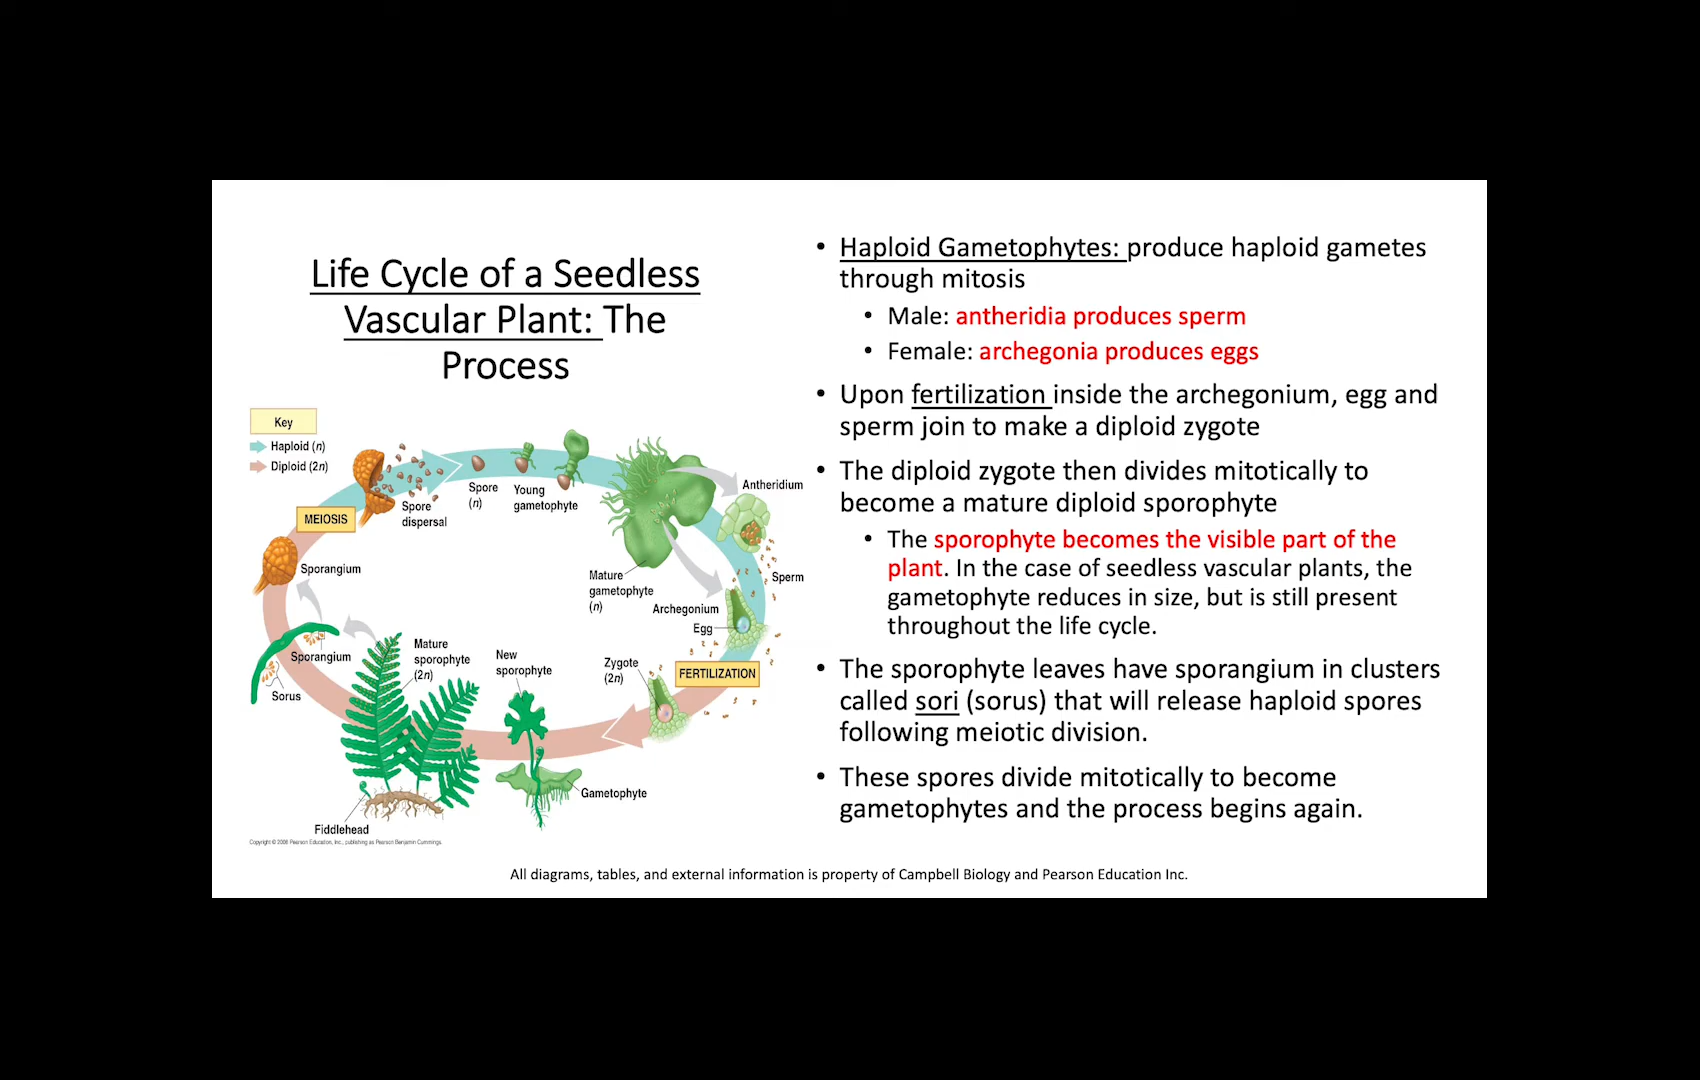 Life Cycle of a Seedless
Vascular Plant: The
Process
Key
Haploid (n)
Diploid (2n)
MEIOSIS
Spore
dispersal
Spore
(n)
Young
gametophyte
Antheridium
Sporangium
Mature
gametophyte
(n)
Sperm
Archegonium
Egg
Sporangium
Sorus
Mature
sporophyte
(2n)
New
sporophyte
Zygote
(2n)
FERTILIZATION
Gametophyte
Fiddlehead
Copyright © 2008 Pearson Education, Inc., publishing as Pearson Benjamin Cummings.
• Haploid Gametophytes: produce haploid gametes
through mitosis
• Male: antheridia produces sperm
• Female: archegonia produces eggs
• Upon fertilization inside the archegonium, egg and
sperm join to make a diploid zygote
• The diploid zygote then divides mitotically to
become a mature diploid sporophyte
• The sporophyte becomes the visible part of the
plant. In the case of seedless vascular plants, the
gametophyte reduces in size, but is still present
throughout the life cycle.
• The sporophyte leaves have sporangium in clusters
called sori (sorus) that will release haploid spores
following meiotic division.
• These spores divide mitotically to become
gametophytes and the process begins again.
All diagrams, tables, and external information is property of Campbell Biology and Pearson Education Inc.